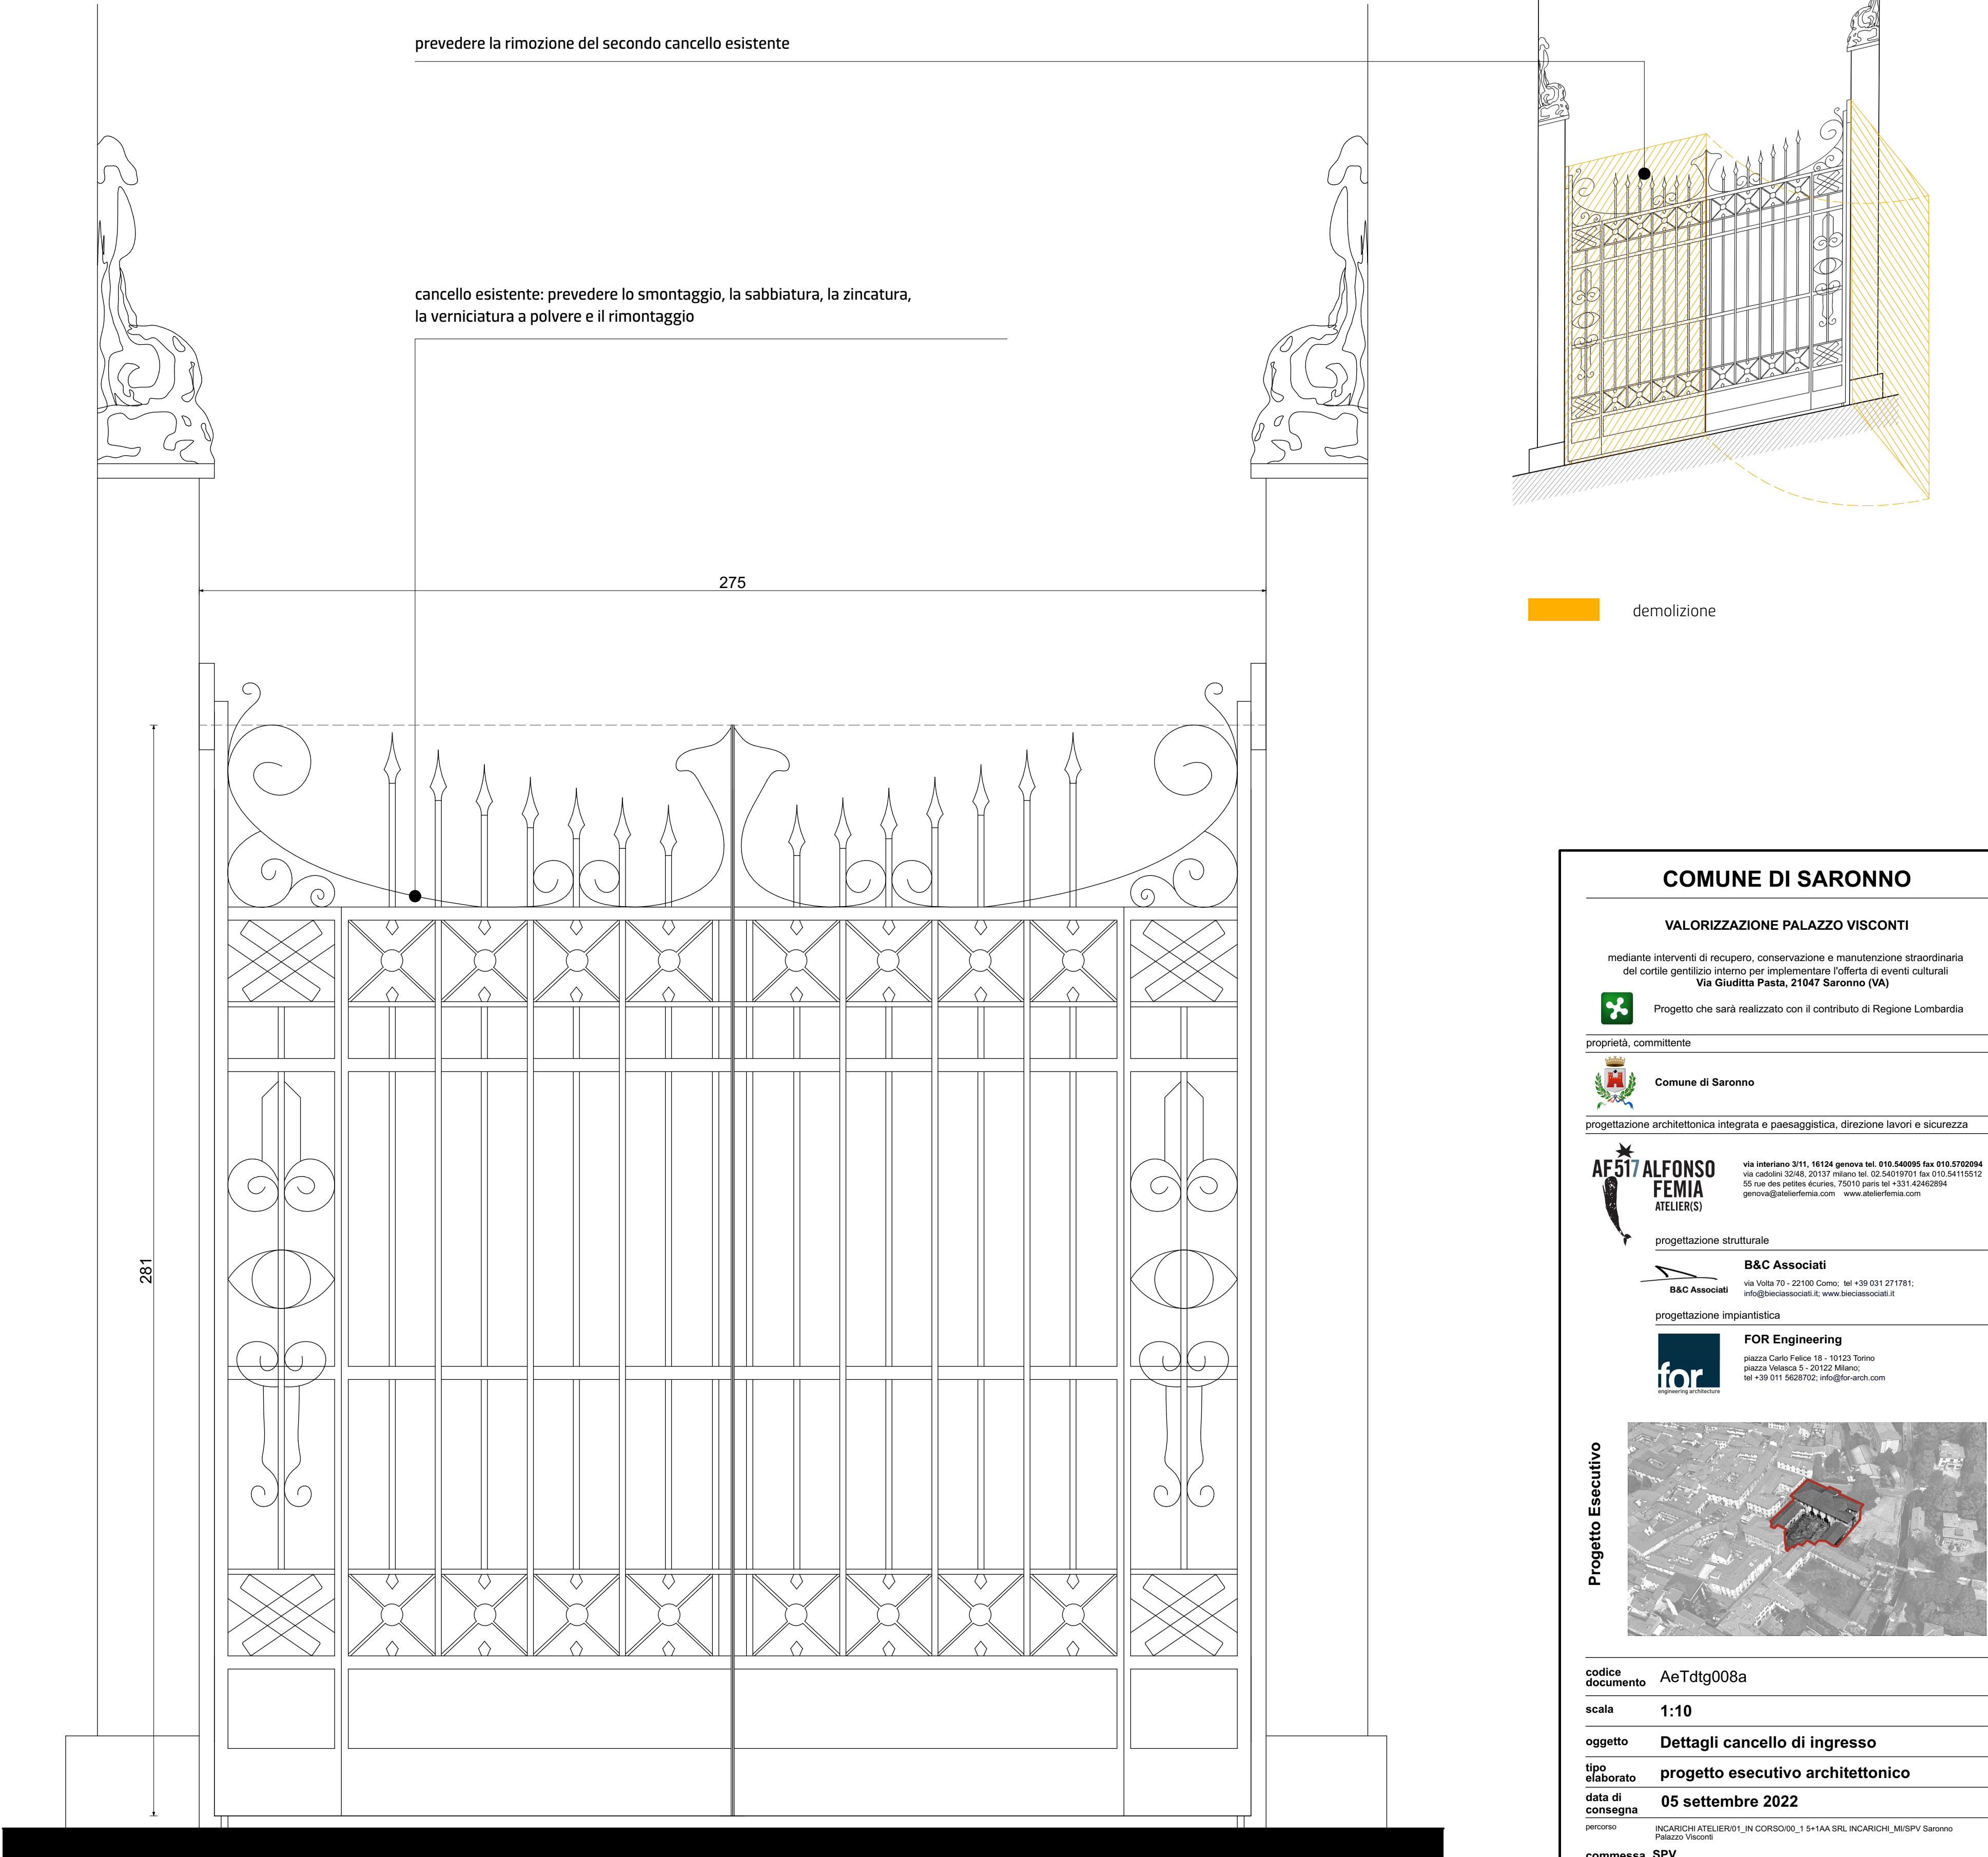 prevedere la rimozione del secondo cancello esistente
cancello esistente: prevedere lo smontaggio, la sabbiatura, la zincatura,
la verniciatura a polvere e il rimontaggio
275
281
demolizione
COMUNE DI SARONNO
VALORIZZAZIONE PALAZZO VISCONTI
mediante interventi di recupero, conservazione e manutenzione straordinaria
del cortile gentilizio interno per implementare l'offerta di eventi culturali
Via Giuditta Pasta, 21047 Saronno (VA)
Progetto che sarà realizzato con il contributo di Regione Lombardia
proprietà, committente
Comune di Saronno
progettazione architettonica integrata e paesaggistica, direzione lavori e sicurezza
AF517 ALFONSO
FEMIA
ATELIER(S)
via interiano 3/11, 16124 genova tel. 010.540095 fax 010.5702094
via cadolini 32/48, 20137 milano tel. 02.54019701 fax 010.54115512
55 rue des petites écuries, 75010 paris tel +331.42462894
genova@atelierfemia.com www.atelierfemia.com
progettazione strutturale
B&C Associati
B&C Associati
via Volta 70 - 22100 Como; tel +39 031 271781;
info@bieciassociati.it; www.bieciassociati.it
progettazione impiantistica
for
engineering architecture
FOR Engineering
piazza Carlo Felice 18 - 10123 Torino
piazza Velasca 5 - 20122 Milano;
tel +39 011 5628702; info@for-arch.com
Progetto Esecutivo
codice
documento AeTdtg008a
scala 1:10
oggetto Dettagli cancello di ingresso
tipo
elaborato progetto esecutivo architettonico
data di
consegna 05 settembre 2022
percorso INCARICHI ATELIER/01_IN CORSO/00_1 5+1AA SRL INCARICHI_MI/SPV Saronno
Palazzo Visconti
commessa SPV